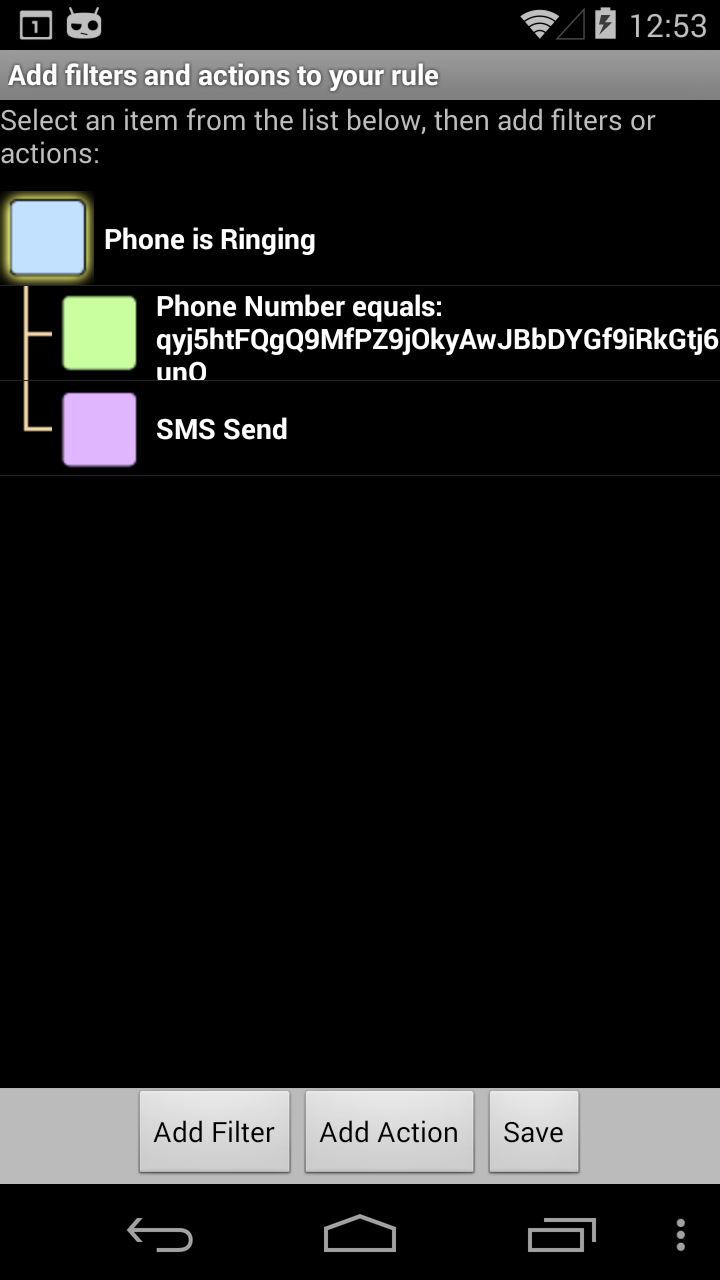 1
12:53
Add filters and actions to your rule
Select an item from the list below, then add filters or
actions:
Phone is Ringing
Phone Number equals:
qyj5htFQgQ9MfPZ9jOkyAwJBbDYGf9iRkGtj6
SMS Send
Add Filter
Add Action
Save